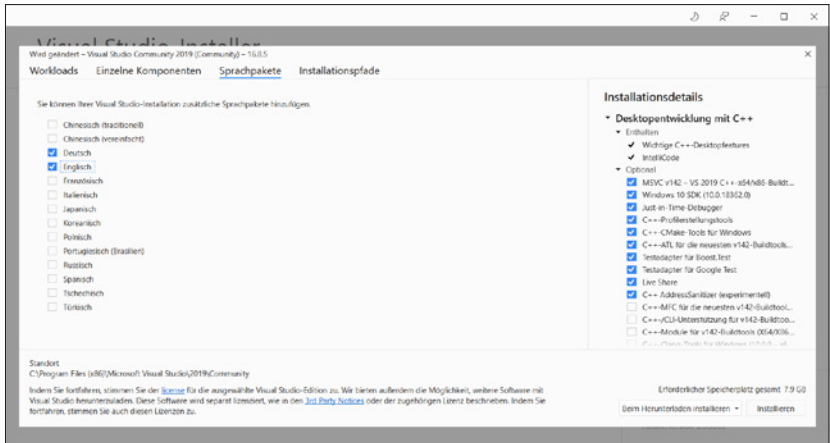 Visual Studio Installer
Wird geändert – Visual Studio Community 2019 (Community) – 16.8.5
Workloads Einzelne Komponenten Sprachpakete Installationspfade
Sie können Ihrer Visual Studio-Installation zusätzliche Sprachpakete hinzufügen.
Chinesisch (traditionell)
Chinesisch (vereinfacht)
Deutsch
Englisch
Französisch
Italienisch
Japanisch
Koreanisch
Polnisch
Portugiesisch (Brasilien)
Russisch
Spanisch
Tschechisch
Türkisch
Installationsdetails
Desktopentwicklung mit C++
Enthalten
Wichtige C++-Desktopfeatures
IntelliCode
Optional
MSVC v142 – VS 2019 C++-x64/x86-Buildt...
Windows 10 SDK (10.0.18362.0)
Just-in-Time-Debugger
C++-Profilerstellungstools
C++-CMake-Tools für Windows
C++-ATL für die neuesten v142-Buildtools...
Testadapter für Boost.Test
Testadapter für Google Test
Live Share
C++ AddressSanitizer (experimentell)
C++-MFC für die neuesten v142-Buildtool...
C++-/CLI-Unterstützung für v142-Buildtoo...
C++-Module für v142-Buildtools (X64/X86...
Standort
C:\Program Files (x86)\Microsoft Visual Studio\2019\Community
Indem Sie fortfahren, stimmen Sie der license für die ausgewählte Visual Studio-Edition zu. Wir bieten außerdem die Möglichkeit, weitere Software mit
Visual Studio herunterzuladen. Diese Software wird separat lizenziert, wie in den 3rd Party Notices oder der zugehörigen Lizenz beschrieben. Indem Sie
fortfahren, stimmen Sie auch diesen Lizenzen zu.
Erforderlicher Speicherplatz gesamt 7.9 GB
Beim Herunterladen installieren Installieren